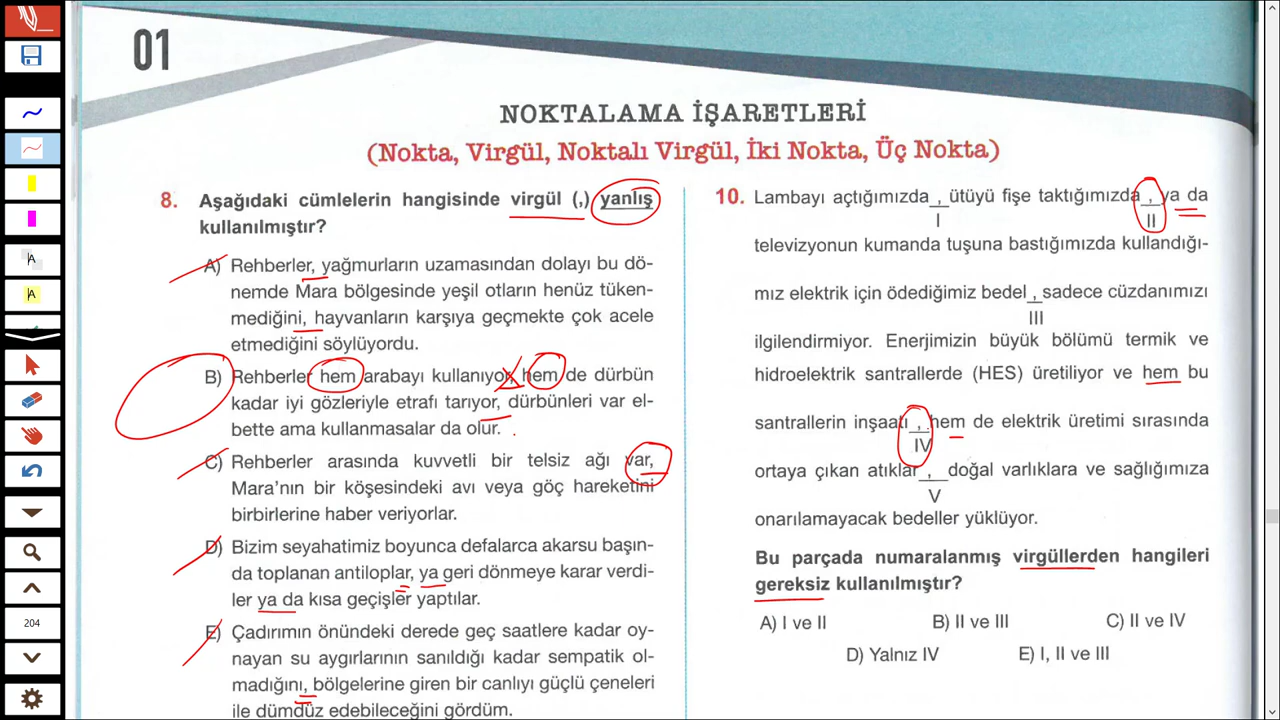 01
NOKTALAMA İŞARETLERİ
(Nokta, Virgül, Noktalı Virgül, İki Nokta, Üç Nokta)
8. Aşağıdaki cümlelerin hangisinde virgül (,) yanlış
kullanılmıştır?
A) Rehberler, yağmurların uzamasından dolayı bu dö-
nemde Mara bölgesinde yeşil otların henüz tüken-
mediğini, hayvanların karşıya geçmekte çok acele
etmediğini söylüyordu.
B) Rehberler hem arabayı kullanıyor, hem de dürbün
kadar iyi gözleriyle etrafı tarıyor, dürbünleri var el-
bette ama kullanmasalar da olur.
C) Rehberler arasında kuvvetli bir telsiz ağı var,
Mara'nın bir köşesindeki avı veya göç hareketini
birbirlerine haber veriyorlar.
D) Bizim seyahatimiz boyunca defalarca akarsu başın-
da toplanan antiloplar, ya geri dönmeye karar verdi-
ler ya da kısa geçişler yaptılar.
E) Çadırımın önündeki derede geç saatlere kadar oy-
nayan su aygırlarının sanıldığı kadar sempatik ol-
madığını, bölgelerine giren bir canlıyı güçlü çeneleri
ile dümdüz edebileceğini gördüm.
10. Lambayı açtığımızda , ütüyü fişe taktığımızda , ya da
I II
televizyonun kumanda tuşuna bastığımızda kullandığı-
mız elektrik için ödediğimiz bedel , sadece cüzdanımızı
III
ilgilendirmiyor. Enerjimizin büyük bölümü termik ve
hidroelektrik santrallerde (HES) üretiliyor ve hem bu
santrallerin inşaatı , hem de elektrik üretimi sırasında
IV
ortaya çıkan atıklar , doğal varlıklara ve sağlığımıza
V
onarılamayacak bedeller yüklüyor.
Bu parçada numaralanmış virgüllerden hangileri
gereksiz kullanılmıştır?
A) I ve II B) II ve III C) II ve IV
D) Yalnız IV E) I, II ve III
A
A
204